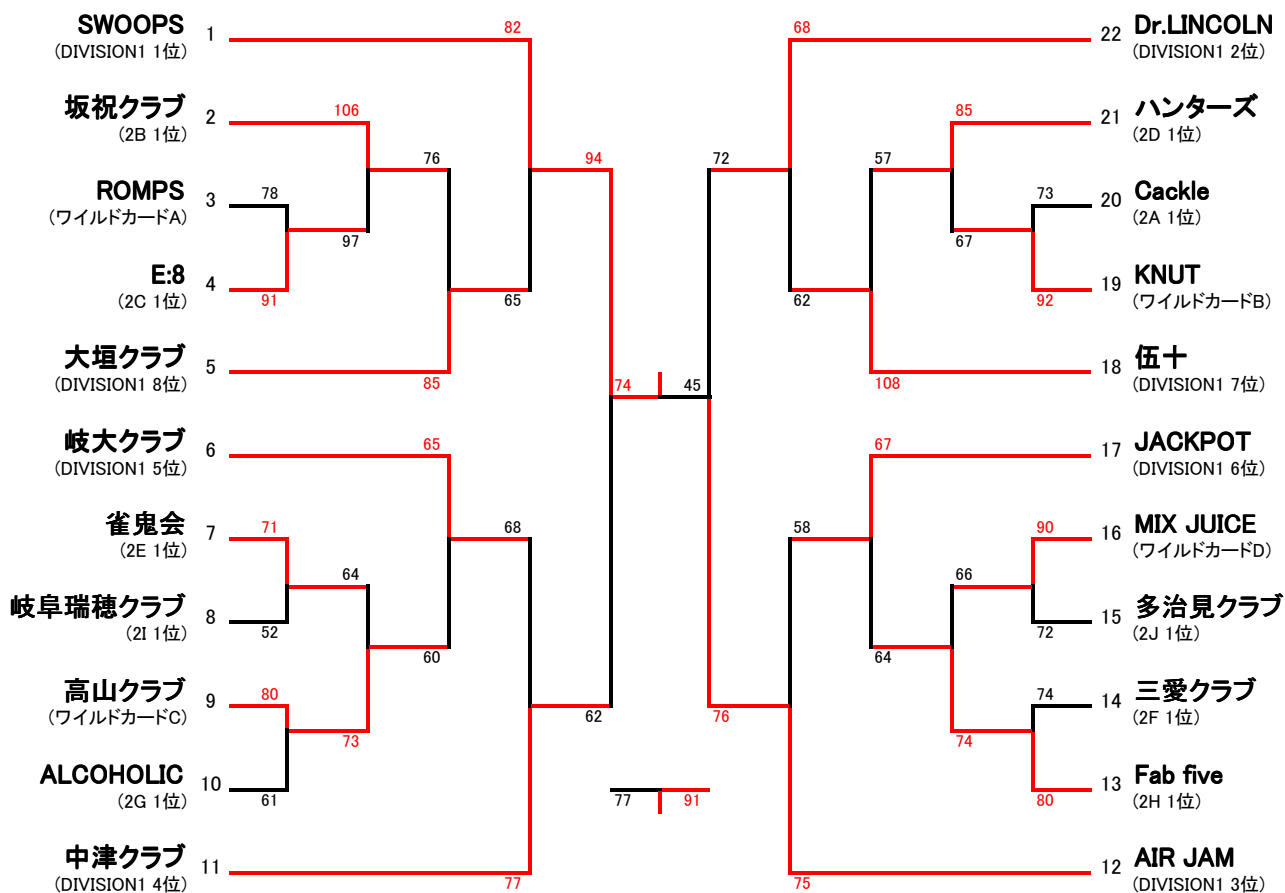 SWOOPS
(DIVISION1 1位)
1
坂祝クラブ
(2B 1位)
2
ROMPS
(ワイルドカードA)
3
E:8
(2C 1位)
4
大垣クラブ
(DIVISION1 8位)
5
岐大クラブ
(DIVISION1 5位)
6
雀鬼会
(2E 1位)
7
岐阜瑞穂クラブ
(2I 1位)
8
高山クラブ
(ワイルドカードC)
9
ALCOHOLIC
(2G 1位)
10
中津クラブ
(DIVISION1 4位)
11
82
106
78
91
97
76
85
65
94
65
71
52
64
80
61
73
60
68
77
62
74
45
77
91
72
76
68
85
73
92
67
57
108
62
67
90
72
66
74
80
74
64
58
75
22
Dr.LINCOLN
(DIVISION1 2位)
21
ハンターズ
(2D 1位)
20
Cackle
(2A 1位)
19
KNUT
(ワイルドカードB)
18
伍十
(DIVISION1 7位)
17
JACKPOT
(DIVISION1 6位)
16
MIX JUICE
(ワイルドカードD)
15
多治見クラブ
(2J 1位)
14
三愛クラブ
(2F 1位)
13
Fab five
(2H 1位)
12
AIR JAM
(DIVISION1 3位)